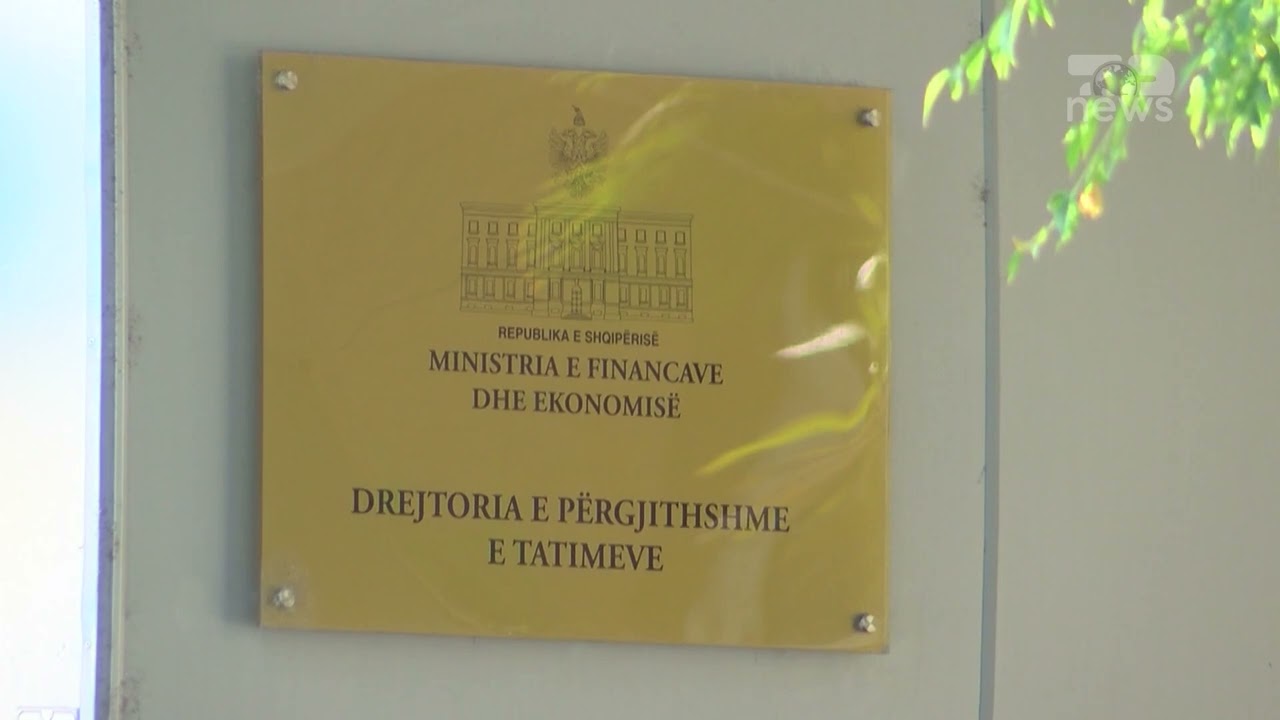 REPUBLIKA E SHQIPËRISË
MINISTRIA E FINANCAVE
DHE EKONOMISË
DREJTORIA E PËRGJITHSHME
E TATIMEVE
news